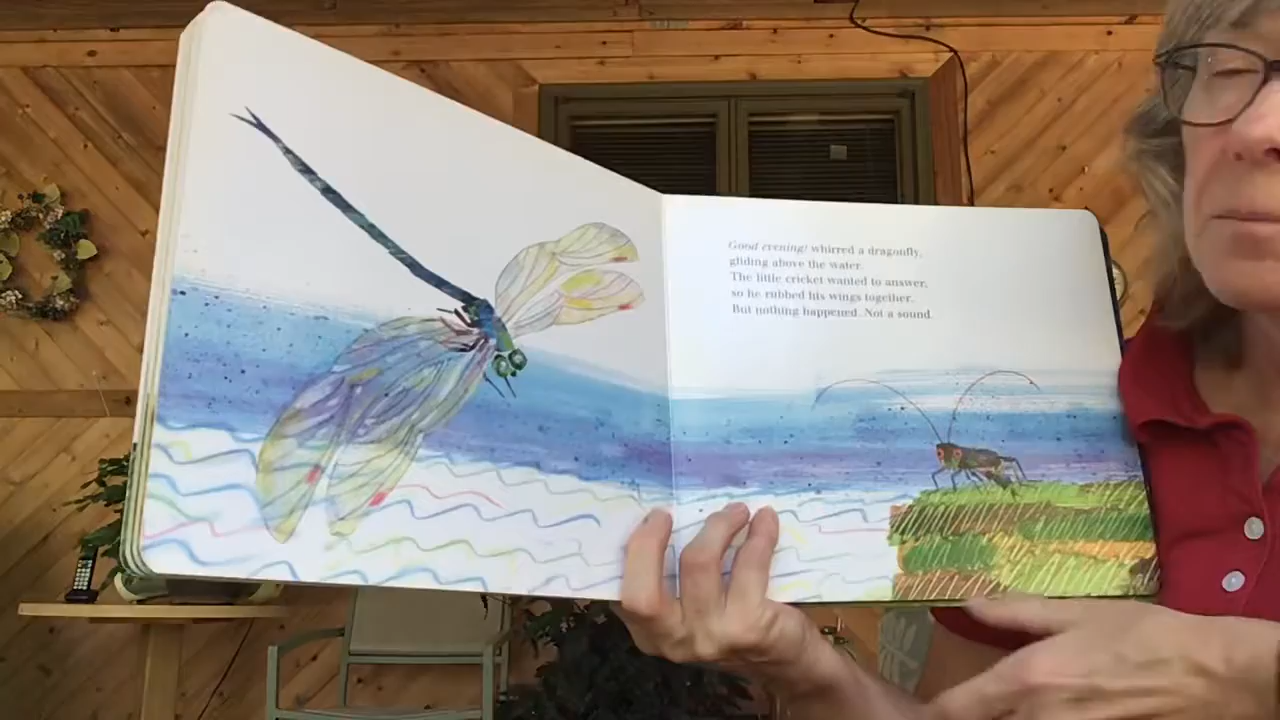 Good evening! whirred a dragonfly,
gliding above the water.
The little cricket wanted to answer,
so he rubbed his wings together.
But nothing happened. Not a sound.